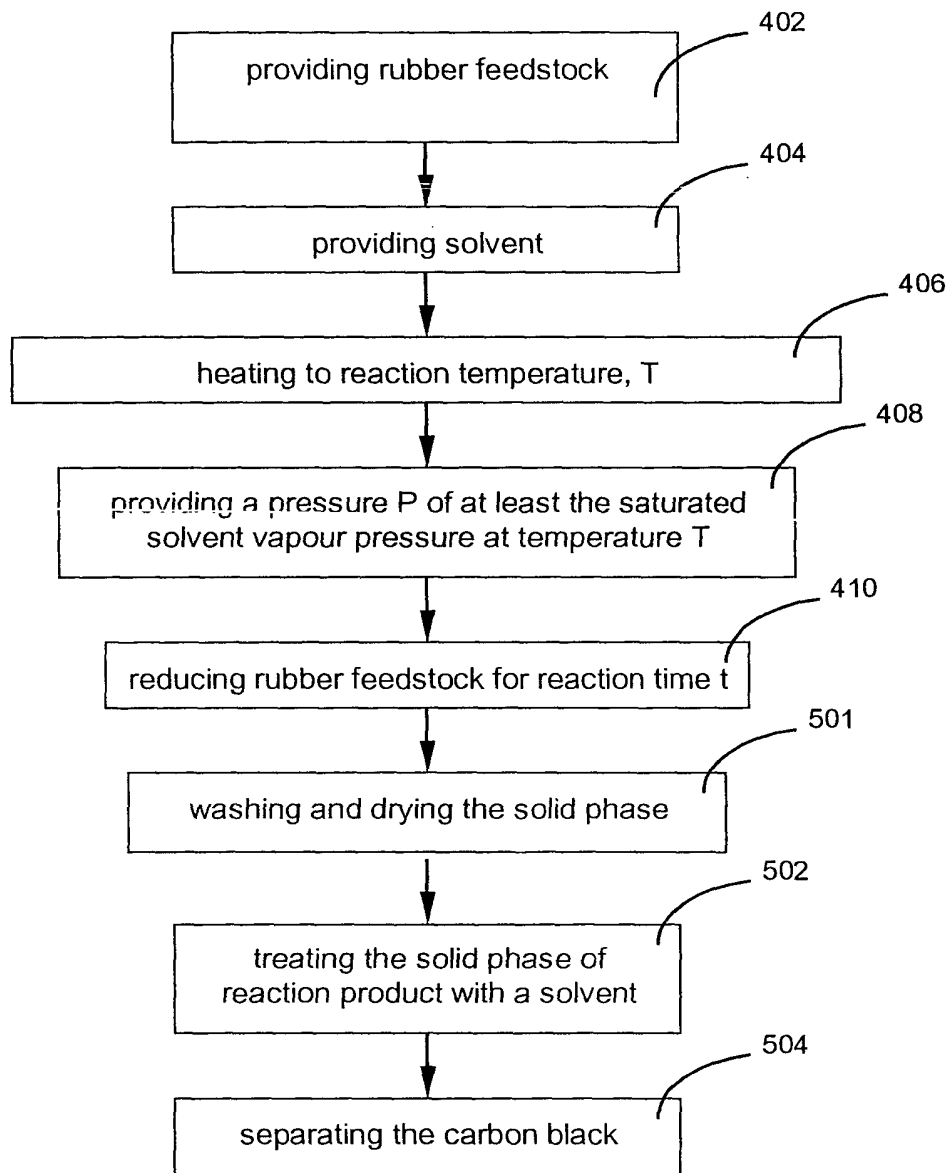 402
providing rubber feedstock
404
providing solvent
406
heating to reaction temperature, T
408
providing a pressure P of at least the saturated
solvent vapour pressure at temperature T
410
reducing rubber feedstock for reaction time t
501
washing and drying the solid phase
502
treating the solid phase of
reaction product with a solvent
504
separating the carbon black